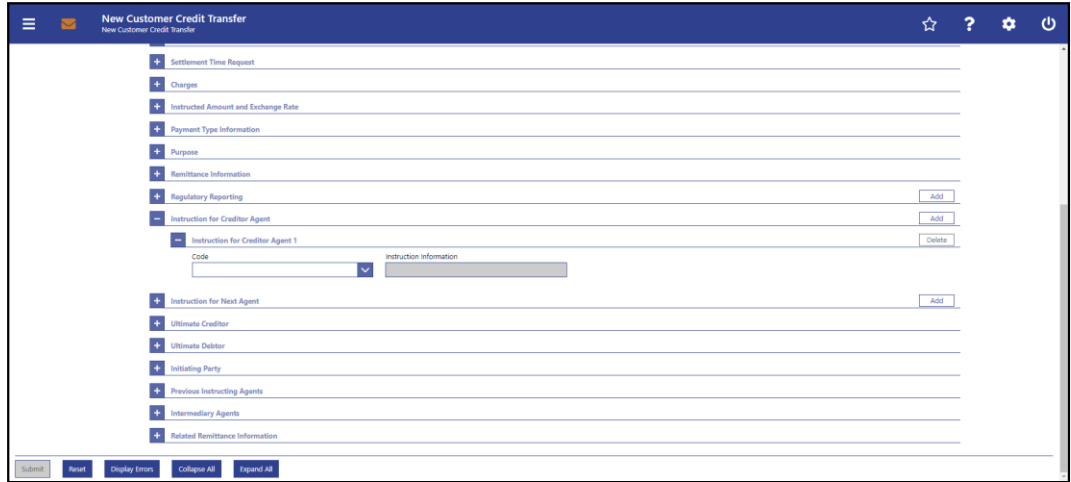 New Customer Credit Transfer
New Customer Credit Transfer
?
Settlement Time Request
Charges
Instructed Amount and Exchange Rate
Payment Type Information
Purpose
Remittance Information
Regulatory Reporting Add
Instruction for Creditor Agent Add
Instruction for Creditor Agent 1 Delete
Code Instruction Information
Instruction for Next Agent Add
Ultimate Creditor
Ultimate Debtor
Initiating Party
Previous Instructing Agents
Intermediary Agents
Related Remittance Information
Submit Reset Display Errors Collapse All Expand All